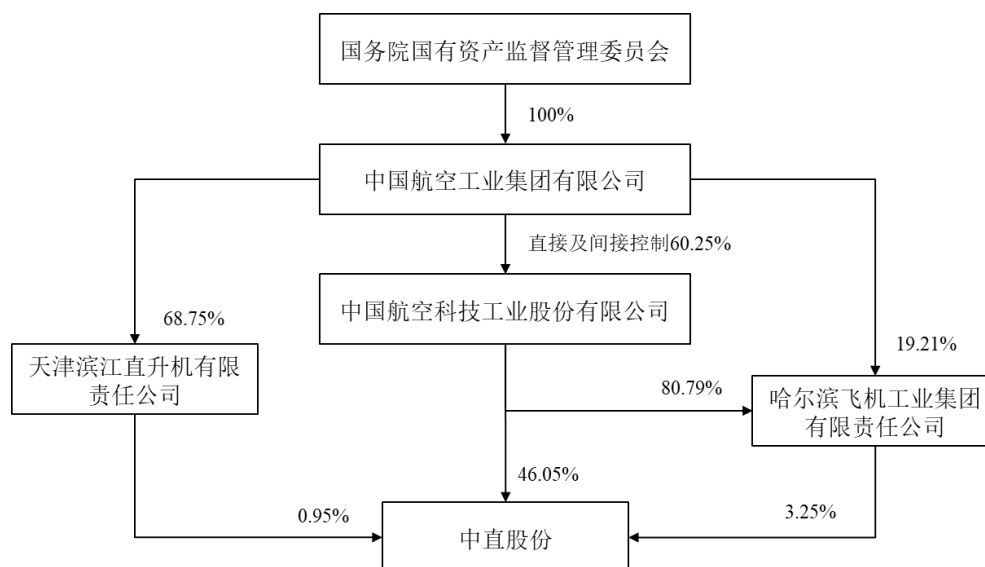 国务院国有资产监督管理委员会
100%
中国航空工业集团有限公司
直接及间接控制60.25%
中国航空科技工业股份有限公司
68.75%
19.21%
天津滨江直升机有限
责任公司
80.79%
哈尔滨飞机工业集团
有限责任公司
46.05%
0.95%
3.25%
中直股份